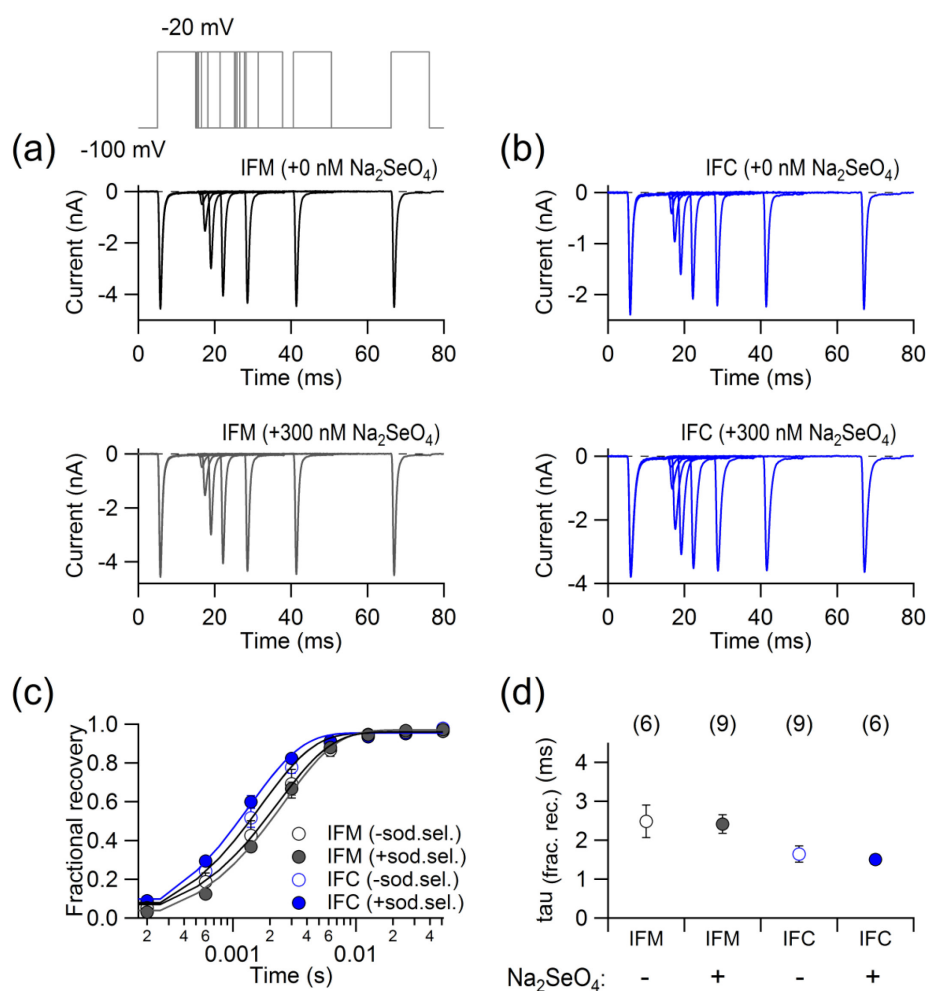 -20 mV
(a)
-100 mV
IFM (+0 nM Na₂SeO₄)
Current (nA)
0
-2
-4
0 20 40 60 80
Time (ms)
(b)
IFC (+0 nM Na₂SeO₄)
Current (nA)
0
-1
-2
0 20 40 60 80
Time (ms)
IFM (+300 nM Na₂SeO₄)
Current (nA)
0
-2
-4
0 20 40 60 80
Time (ms)
IFC (+300 nM Na₂SeO₄)
Current (nA)
0
-2
-4
0 20 40 60 80
Time (ms)
(c)
Fractional recovery
1.0
0.8
0.6
0.4
0.2
0.0
IFM (-sod.sel.)
IFM (+sod.sel.)
IFC (-sod.sel.)
IFC (+sod.sel.)
2 6 2 6 2 4
0.001 0.01
Time (s)
(d)
(6) (9) (9) (6)
tau (frac. rec.) (ms)
4
3
2
1
0
IFM IFM IFC IFC
Na₂SeO₄: - + - +